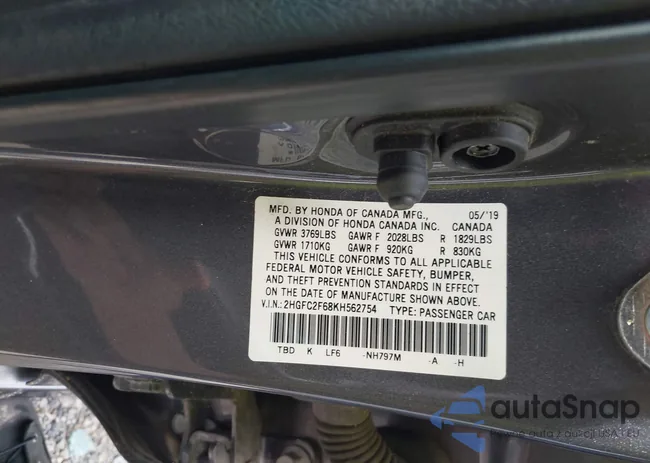 MFD. BY HONDA OF CANADA MFG., 05/'19
A DIVISION OF HONDA CANADA INC. CANADA
GVWR 3769LBS GAWR F 2028LBS R 1829LBS
GVWR 1710KG GAWR F 920KG R 830KG
THIS VEHICLE CONFORMS TO ALL APPLICABLE
FEDERAL MOTOR VEHICLE SAFETY, BUMPER,
AND THEFT PREVENTION STANDARDS IN EFFECT
ON THE DATE OF MANUFACTURE SHOWN ABOVE.
V.I.N: 2HGFC2F68KH562754 TYPE: PASSENGER CAR
TBD K LF6 -NH797M -A -H
autaSnap